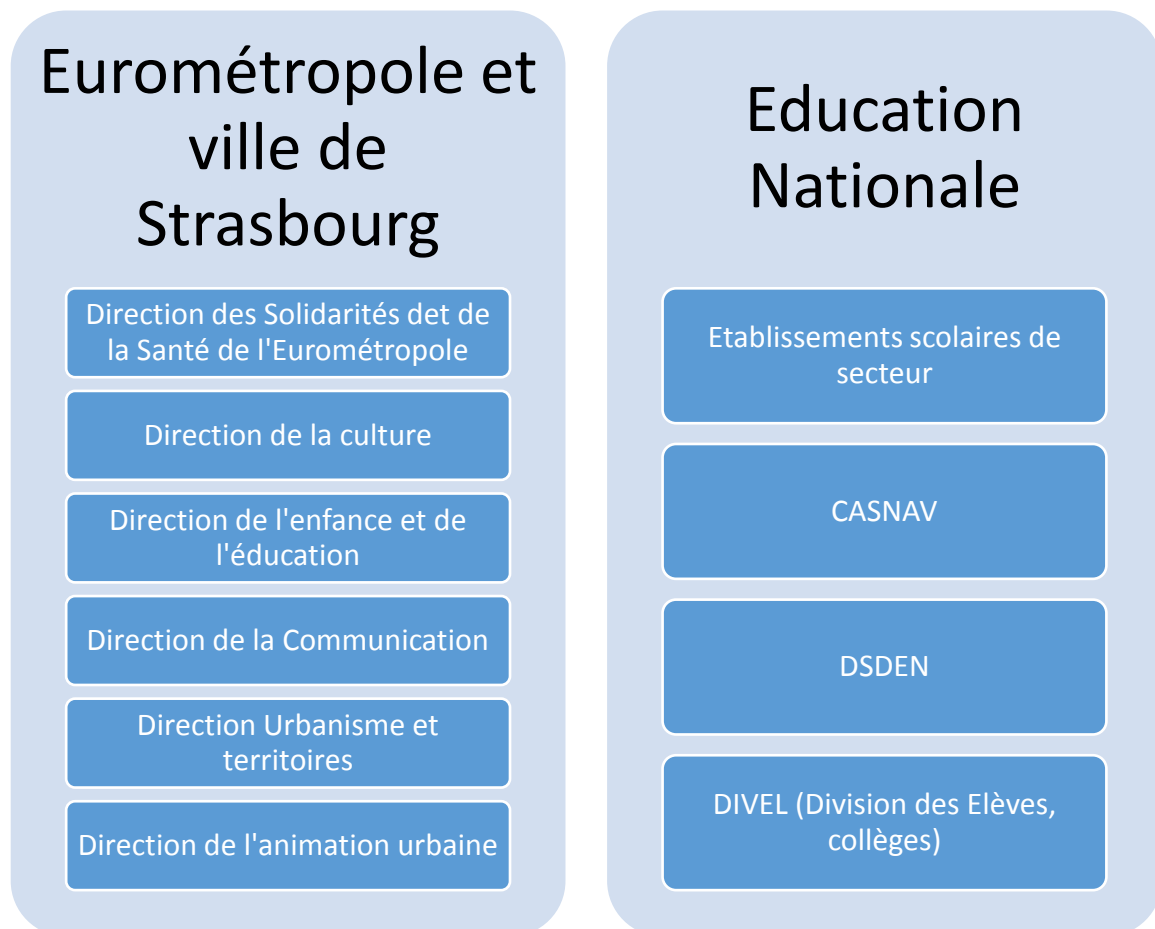 Eurométropole et
ville de
Strasbourg
Direction des Solidarités det de
la Santé de l'Eurométropole
Direction de la culture
Direction de l'enfance et de
l'éducation
Direction de la Communication
Direction Urbanisme et
territoires
Direction de l'animation urbaine
Education
Nationale
Etablissements scolaires de
secteur
CASNAV
DSDEN
DIVEL (Division des Elèves,
collèges)